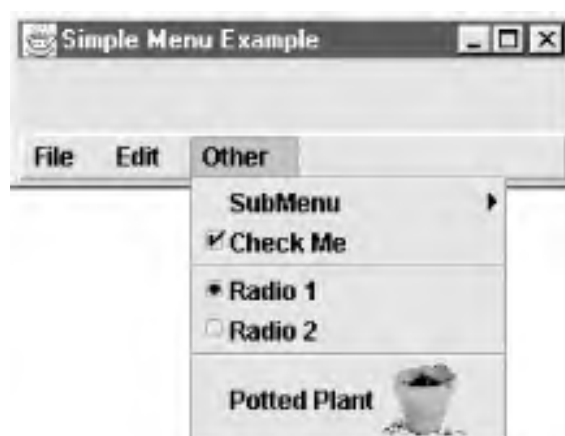 Simple Menu Example
File Edit Other
SubMenu
Check Me
Radio 1
Radio 2
Potted Plant